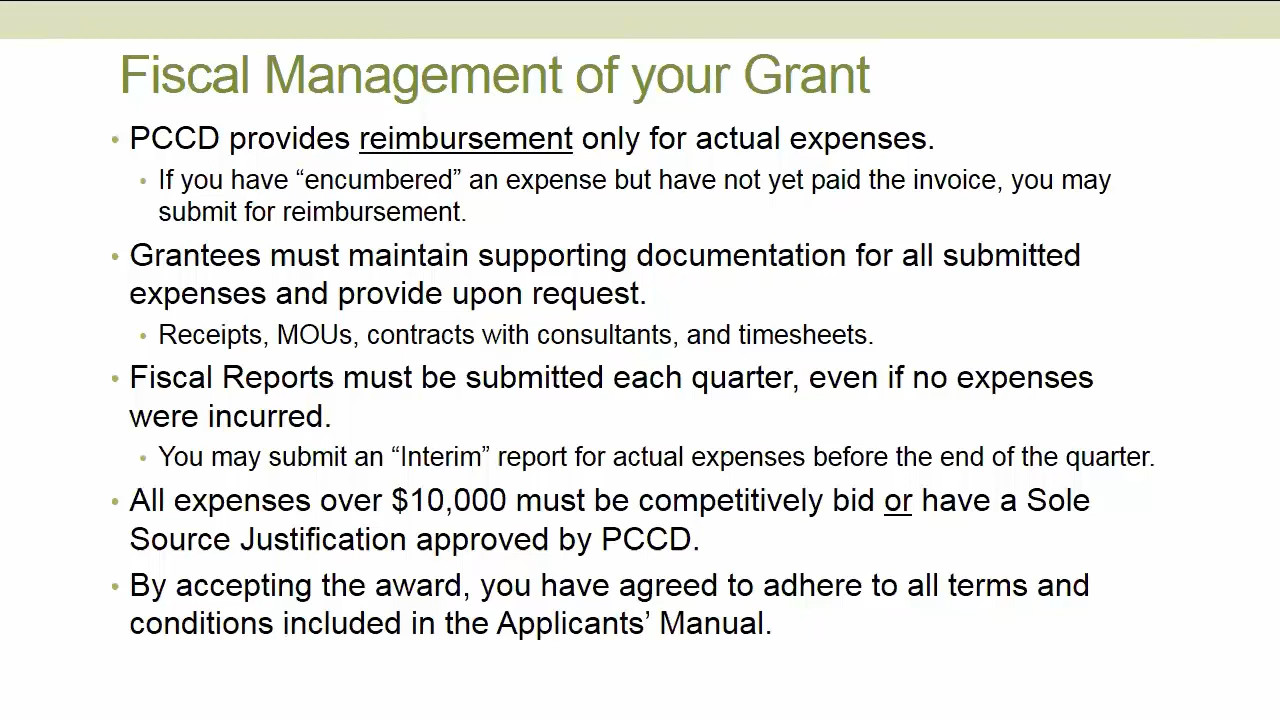 Fiscal Management of your Grant
• PCCD provides reimbursement only for actual expenses.
• If you have “encumbered” an expense but have not yet paid the invoice, you may
submit for reimbursement.
• Grantees must maintain supporting documentation for all submitted
expenses and provide upon request.
• Receipts, MOUs, contracts with consultants, and timesheets.
• Fiscal Reports must be submitted each quarter, even if no expenses
were incurred.
• You may submit an “Interim” report for actual expenses before the end of the quarter.
• All expenses over $10,000 must be competitively bid or have a Sole
Source Justification approved by PCCD.
• By accepting the award, you have agreed to adhere to all terms and
conditions included in the Applicants’ Manual.